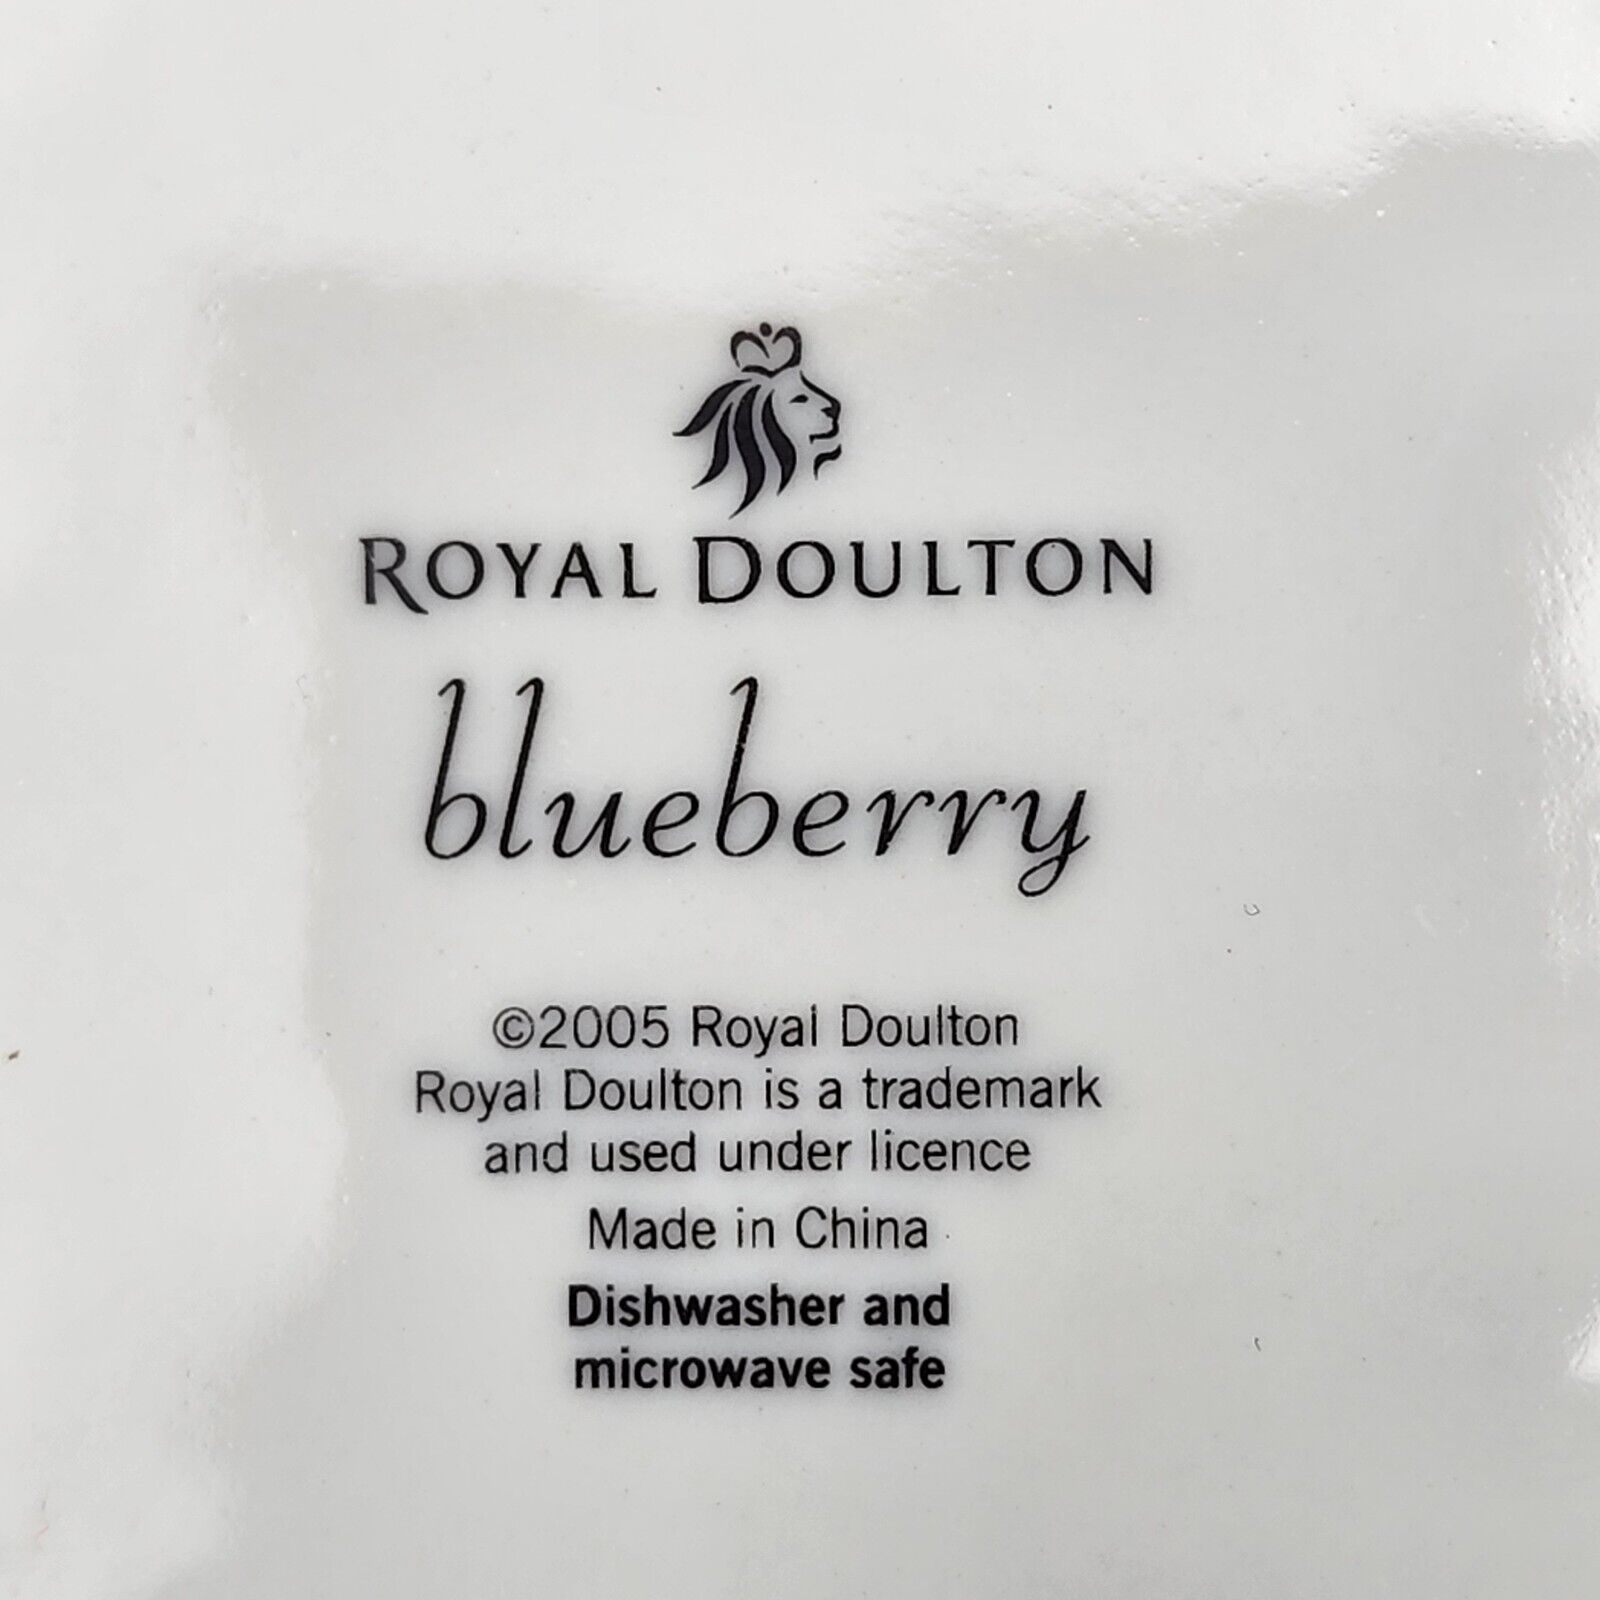 ROYAL DOULTON
blueberry
©2005 Royal Doulton
Royal Doulton is a trademark
and used under licence
Made in China
Dishwasher and
microwave safe